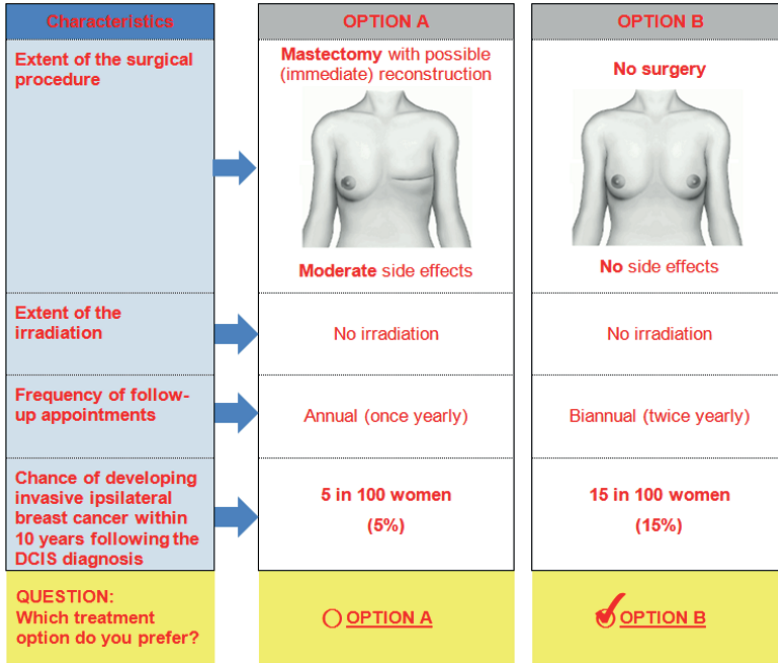 Characteristics
OPTION A
OPTION B
Extent of the surgical
procedure
Mastectomy with possible
(immediate) reconstruction
Moderate side effects
No surgery
No side effects
Extent of the
irradiation
No irradiation
No irradiation
Frequency of follow-
up appointments
Annual (once yearly)
Biannual (twice yearly)
Chance of developing
invasive ipsilateral
breast cancer within
10 years following the
DCIS diagnosis
5 in 100 women
(5%)
15 in 100 women
(15%)
QUESTION:
Which treatment
option do you prefer?
OPTION A
OPTION B